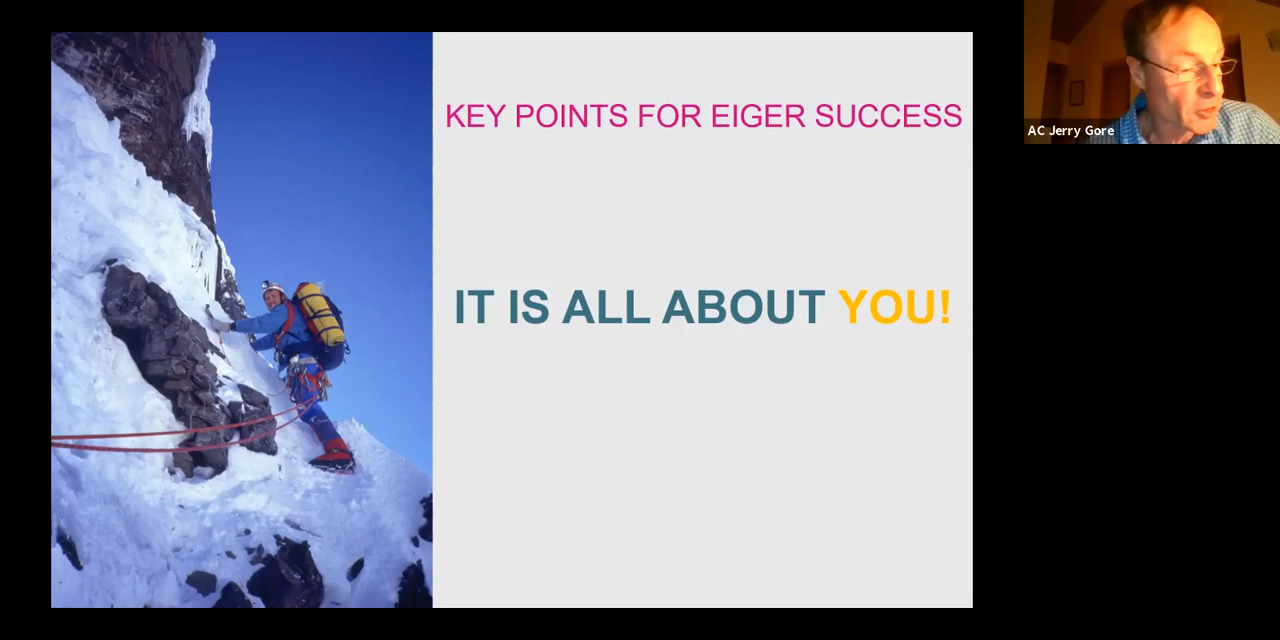 KEY POINTS FOR EIGER SUCCESS
IT IS ALL ABOUT YOU!
AC Jerry Gore